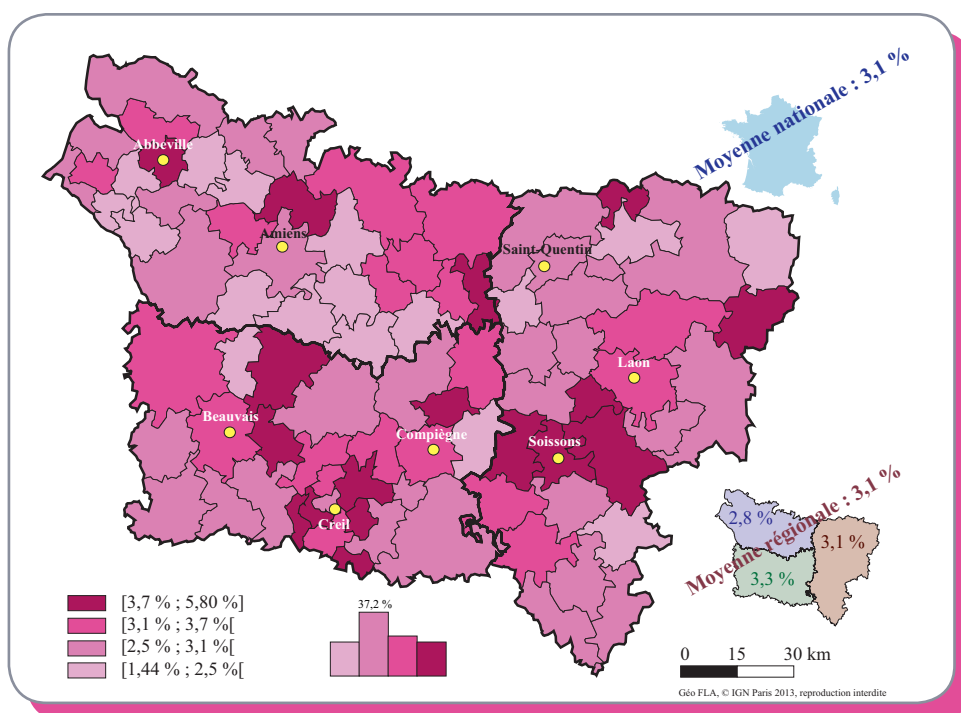 Moyenne nationale : 3,1 %
Abbeville
Amiens
Saint-Quentin
Laon
Beauvais
Compiègne
Soissons
Creil
Moyenne régionale : 3,1 %
2,8 %
3,1 %
3,3 %
[3,7 % ; 5,80 %]
[3,1 % ; 3,7 %[
[2,5 % ; 3,1 %[
[1,44 % ; 2,5 %[
37,2 %
0 15 30 km
Géo FLA, © IGN Paris 2013, reproduction interdite